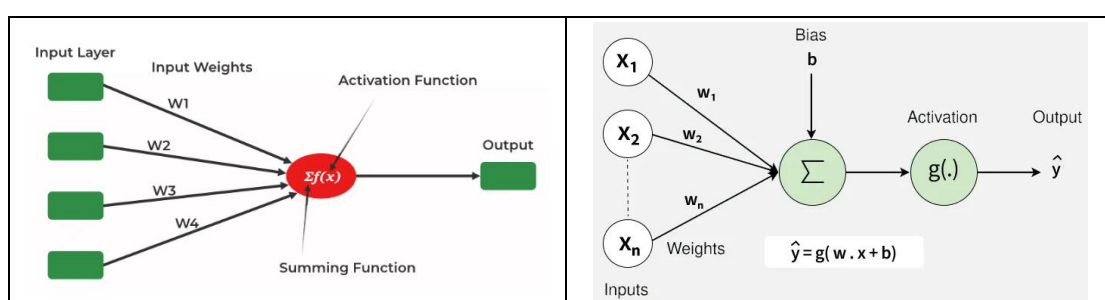 Input Layer
Input Weights
Activation Function
W1
W2
W3
W4
Σf(x)
Output
Summing Function
Bias
b
X1
X2
Xn
w1
w2
wn
Σ
Activation
g(.)
Output
ŷ
Weights
ŷ = g( w . x + b)
Inputs